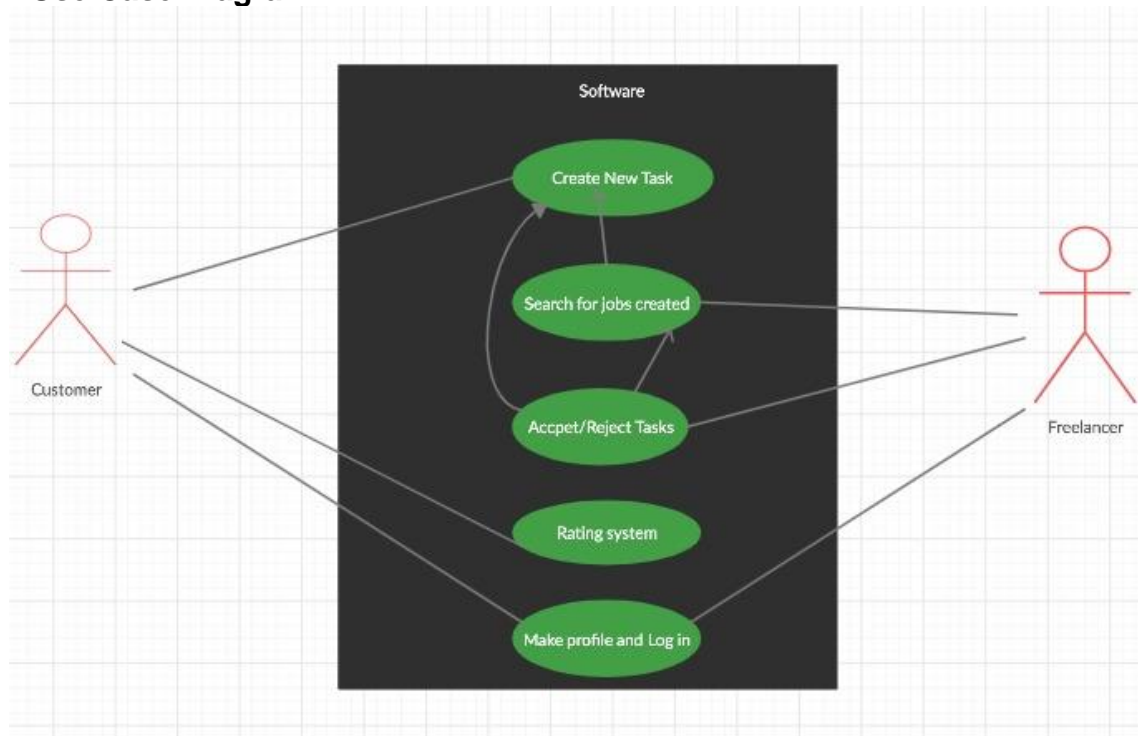 Software
Create New Task
Search for jobs created
Accpet/Reject Tasks
Rating system
Make profile and Log in
Customer
Freelancer